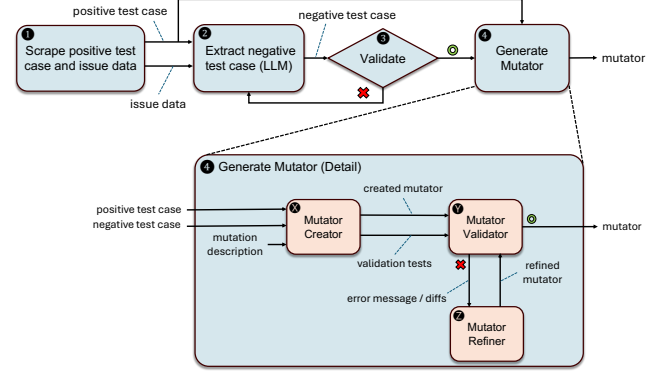 positive test case
negative test case
1
Scrape positive test
case and issue data
2
Extract negative
test case (LLM)
3
Validate
4
Generate
Mutator
mutator
issue data
4 Generate Mutator (Detail)
positive test case
negative test case
mutation
description
X
Mutator
Creator
created mutator
validation tests
Y
Mutator
Validator
mutator
error message / diffs
refined
mutator
Z
Mutator
Refiner